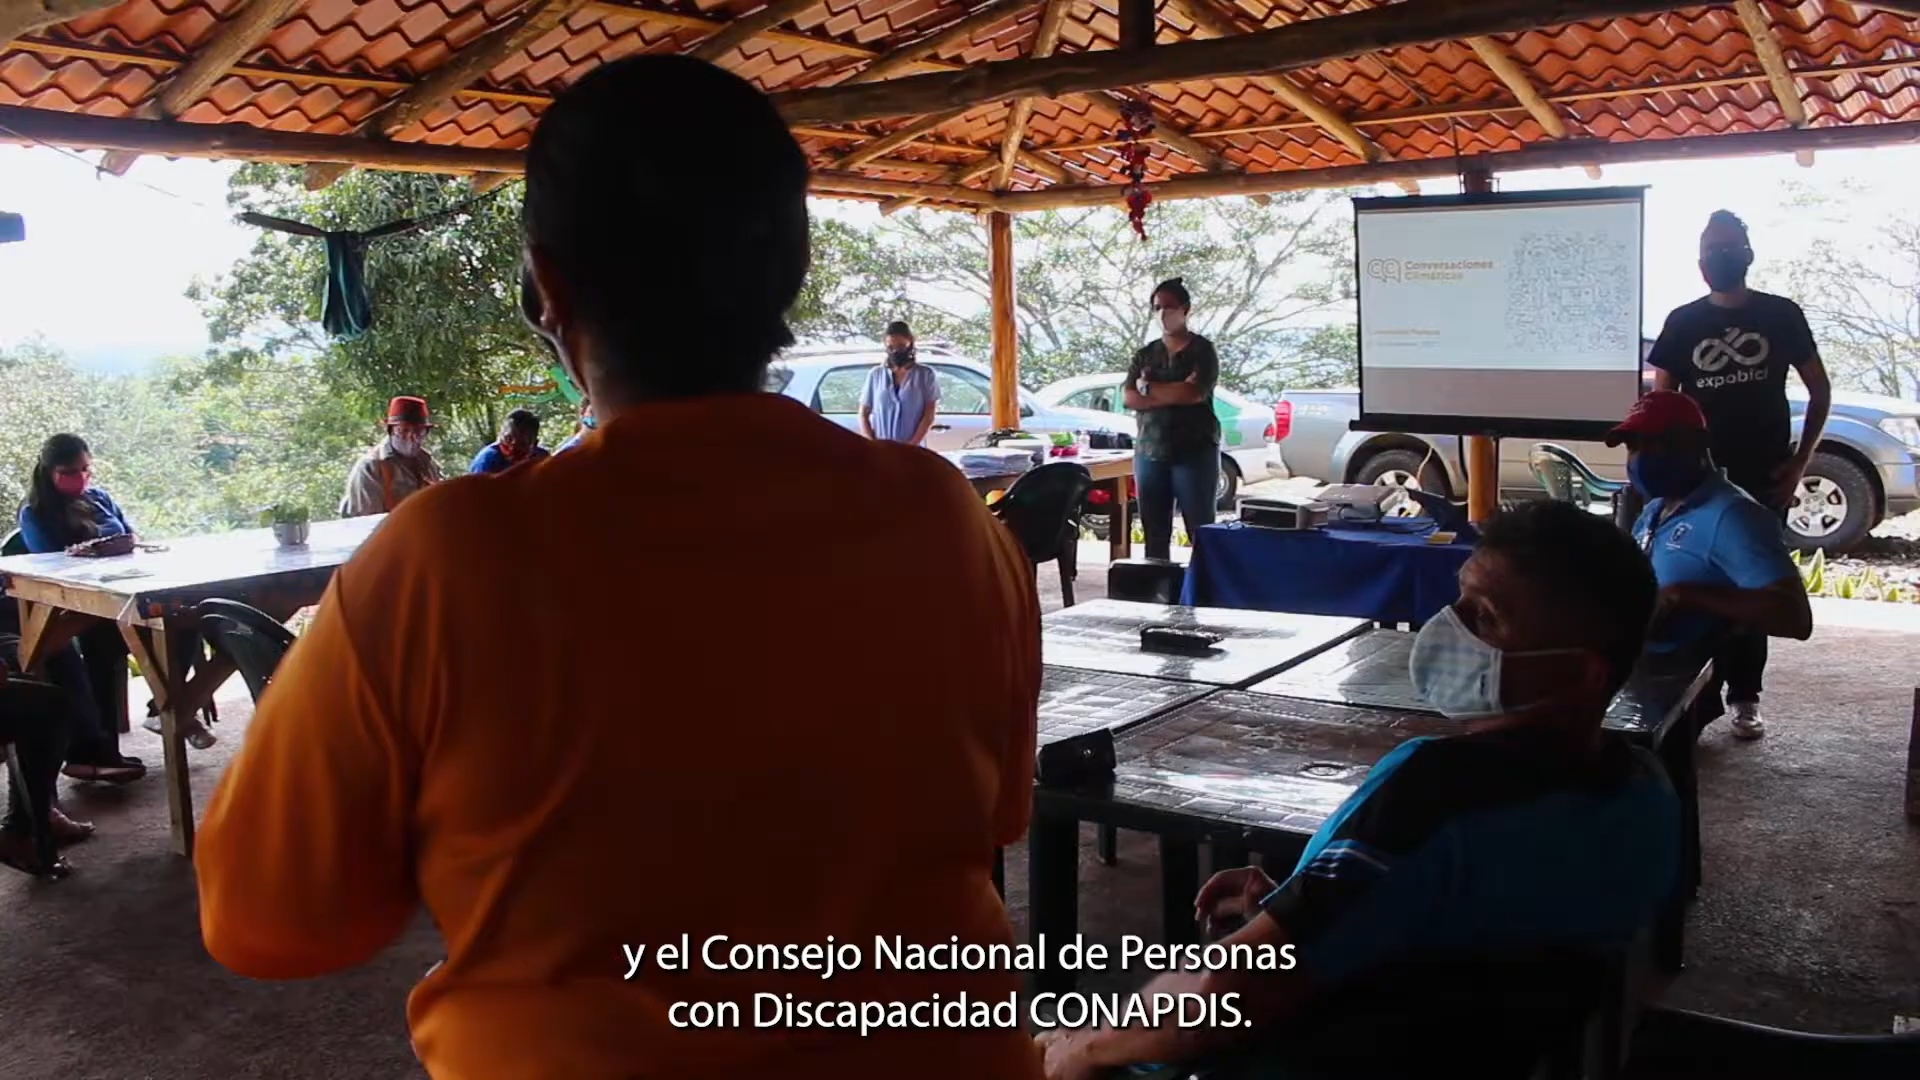 Conversaciones
Climáticas
expobici
y el Consejo Nacional de Personas
con Discapacidad CONAPDIS.